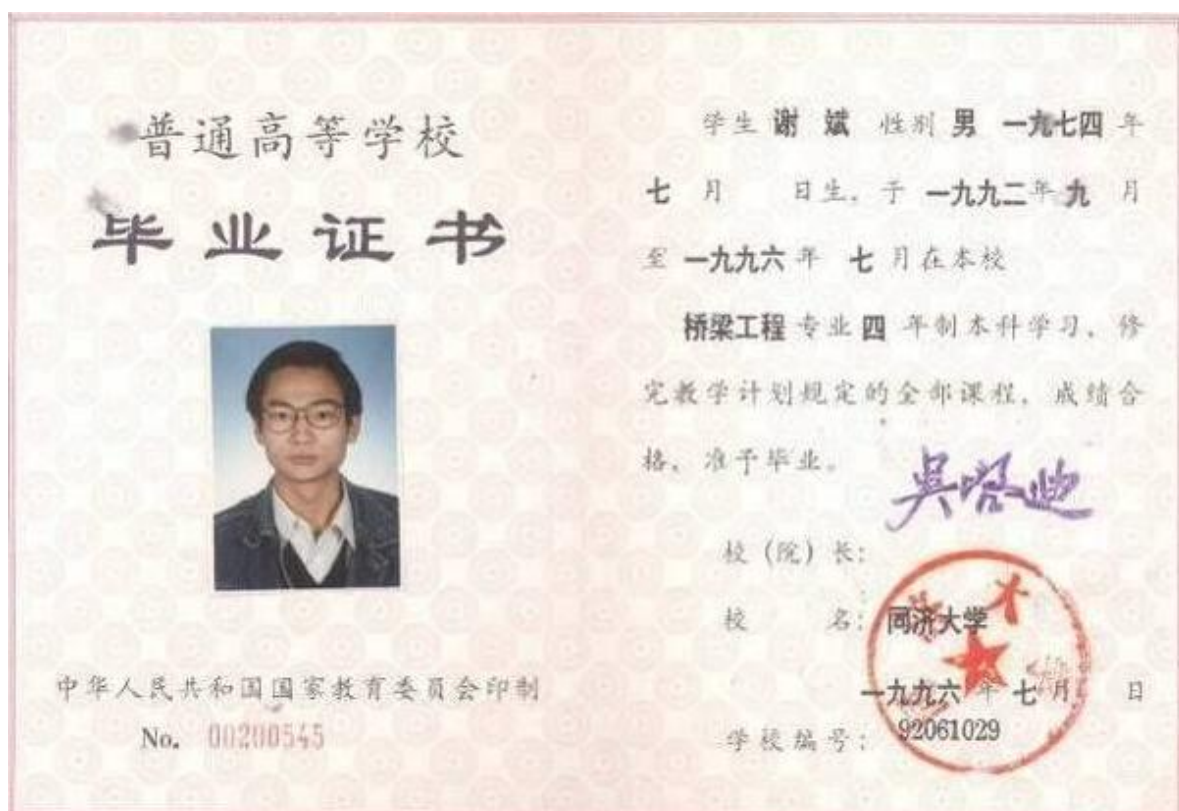 普通高等学校
毕业证书
中华人民共和国国家教育委员会印制
No. 00200545
学生 谢 斌 性别 男 一九七四 年
七 月 日生，于 一九九二年 九 月
至 一九九六 年 七 月在本校
桥梁工程 专业 四 年制本科学习，修
完教学计划规定的全部课程，成绩合
格，准予毕业。
校（院）长：
校 名：同济大学
一九九六 年 七 月 日
学校编号：92061029